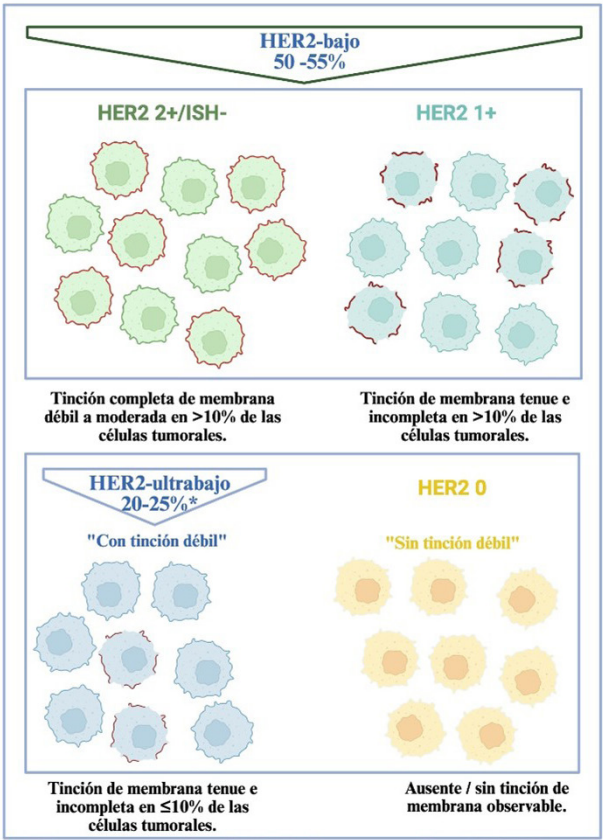 HER2-bajo
50 -55%
HER2 2+/ISH-
HER2 1+
Tinción completa de membrana
débil a moderada en >10% de las
células tumorales.
Tinción de membrana tenue e
incompleta en >10% de las
células tumorales.
HER2-ultrabajo
20-25%*
"Con tinción débil"
HER2 0
"Sin tinción débil"
Tinción de membrana tenue e
incompleta en ≤10% de las
células tumorales.
Ausente / sin tinción de
membrana observable.